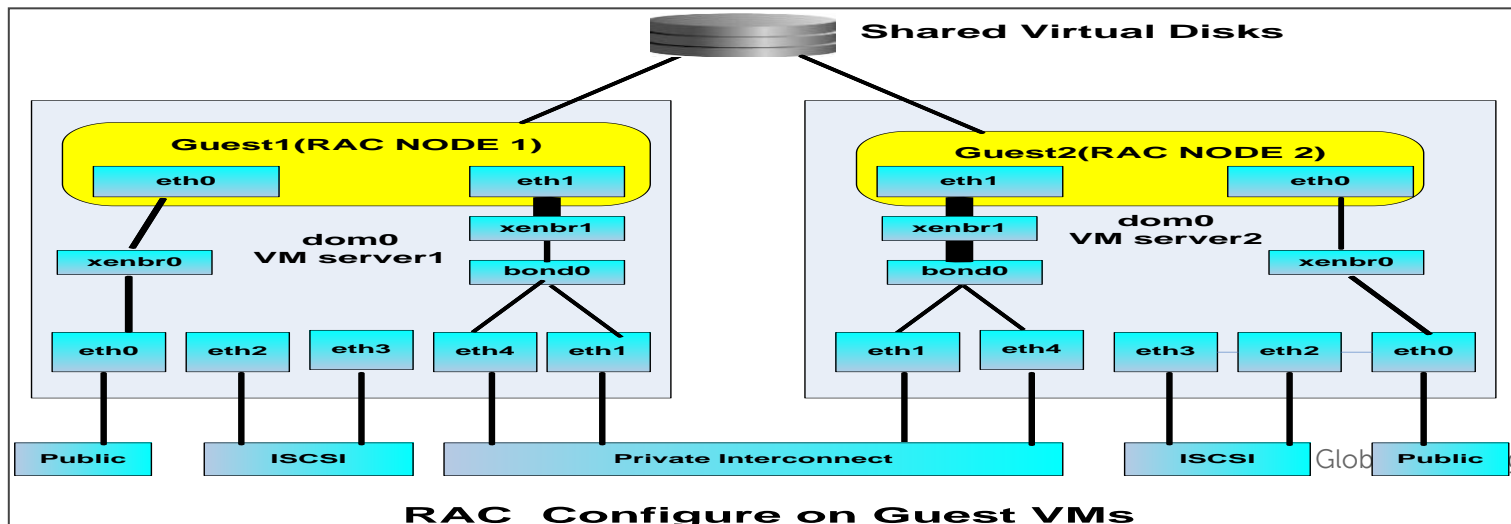 Shared Virtual Disks
Guest1(RAC NODE 1)
eth0
eth1
xenbr1
dom0
VM server1
xenbr0
bond0
eth0
eth2
eth3
eth4
eth1
Guest2(RAC NODE 2)
eth1
eth0
xenbr1
dom0
VM server2
bond0
xenbr0
eth1
eth4
eth3
eth2
eth0
Public
ISCSI
Private Interconnect
ISCSI
Public
RAC Configure on Guest VMs